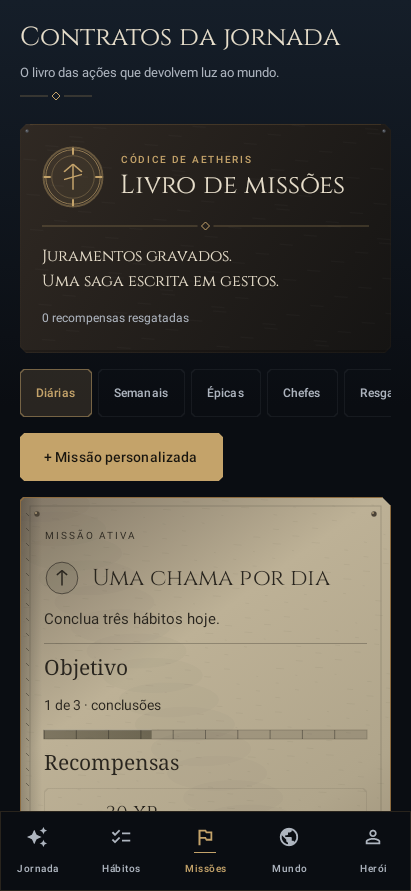 Contratos da jornada
O livro das ações que devolvem luz ao mundo.
CÓDICE DE AETHERIS
Livro de missões
Juramentos gravados.
Uma saga escrita em gestos.
0 recompensas resgatadas
Diárias
Semanais
Épicas
Chefes
Resga
+ Missão personalizada
MISSÃO ATIVA
Uma chama por dia
Conclua três hábitos hoje.
Objetivo
1 de 3 · conclusões
Recompensas
Jornada
Hábitos
Missões
Mundo
Herói